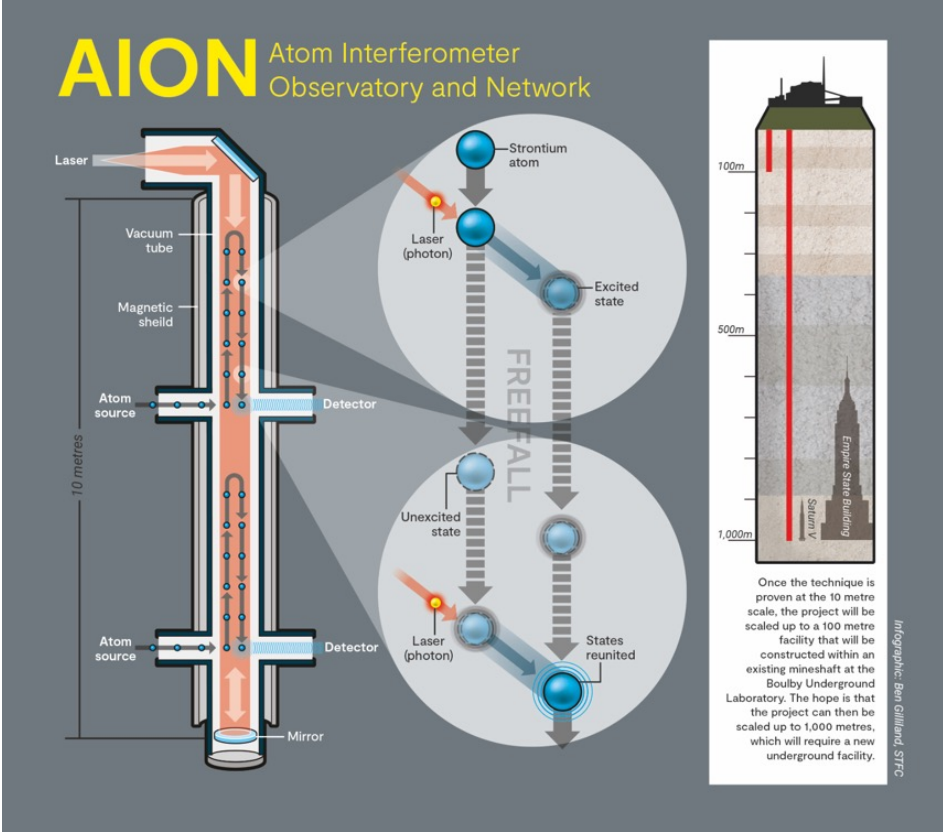 AION
Atom Interferometer
Observatory and Network
Laser
Vacuum
tube
Magnetic
sheild
Atom
source
Detector
10 metres
Atom
source
Detector
Mirror
Strontium
atom
Laser
(photon)
Excited
state
FREEFALL
Unexcited
state
Laser
(photon)
States
reunited
100m
500m
1,000m
Saturn V
Empire State Building
Once the technique is
proven at the 10 metre
scale, the project will be
scaled up to a 100 metre
facility that will be
constructed within an
existing mineshaft at the
Boulby Underground
Laboratory. The hope is that
the project can then be
scaled up to 1,000 metres,
which will require a new
underground facility.
Infographic: Ben Gilliland, STFC